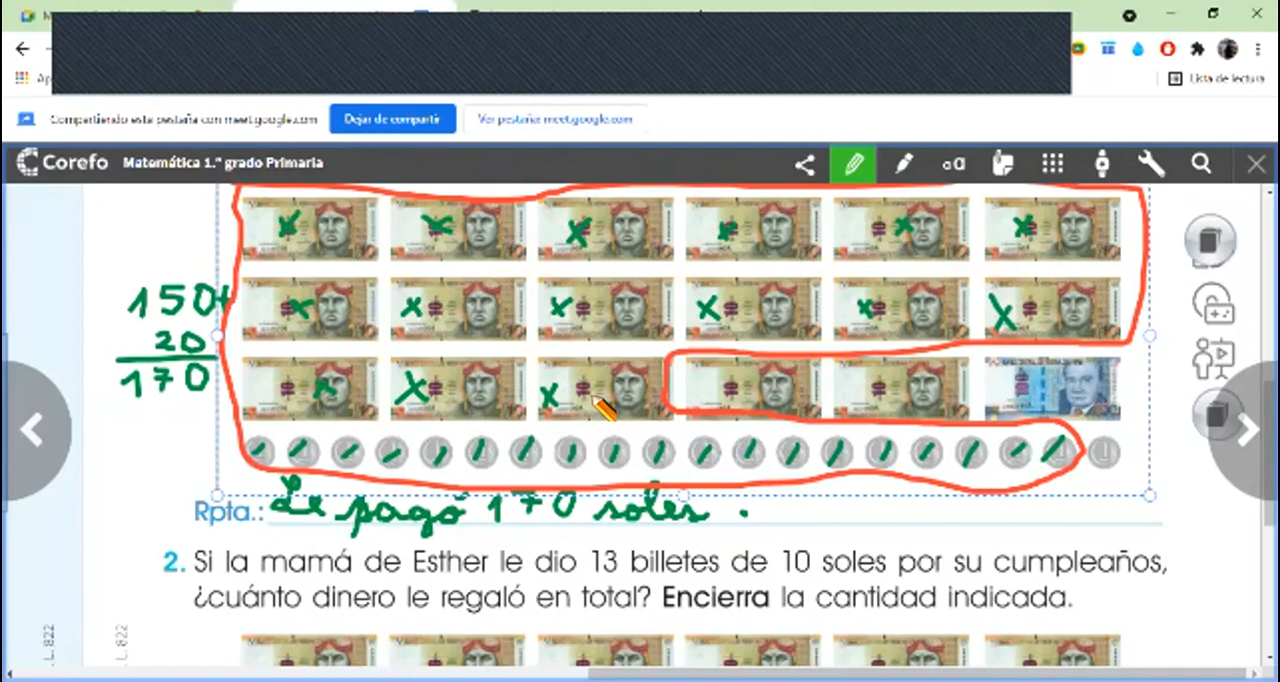 Lista de lectura
Compartiendo esta pestaña con meet.google.com
Dejar de compartir
Ver pestaña: meet.google.com
Corefo Matemática 1.° grado Primaria
150+
20
170
Rpta.: Le pagó 170 soles.
2. Si la mamá de Esther le dio 13 billetes de 10 soles por su cumpleaños,
¿cuánto dinero le regaló en total? Encierra la cantidad indicada.
L. 822
L. 822